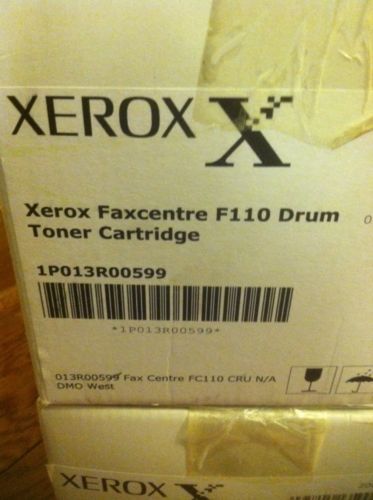 XEROX X
Xerox Faxcentre F110 Drum
Toner Cartridge
1P013R00599
*1P013R00599*
013R00599 Fax Centre FC110 CRU N/A
DMO West
XEROX